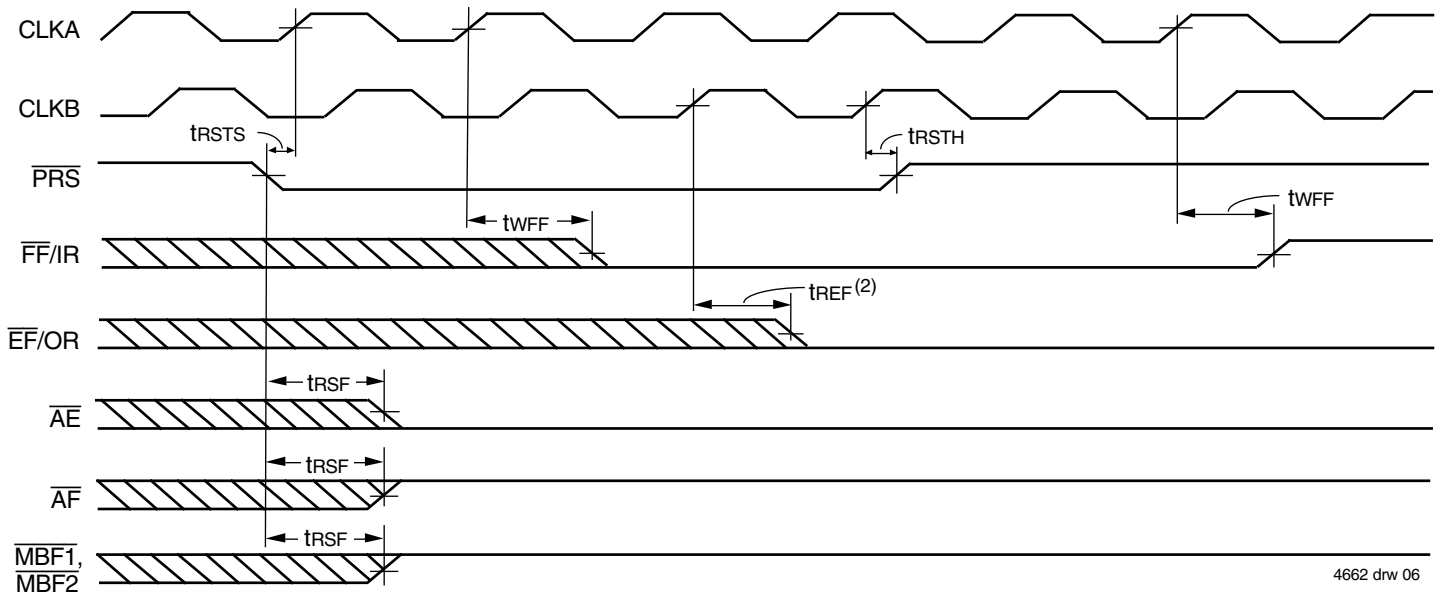 CLKA
CLKB
tRSTS
tRSTH
PRS
tWFF
tWFF
FF/IR
tREF(2)
EF/OR
tRSF
AE
tRSF
AF
tRSF
MBF1,
MBF2
4662 drw 06